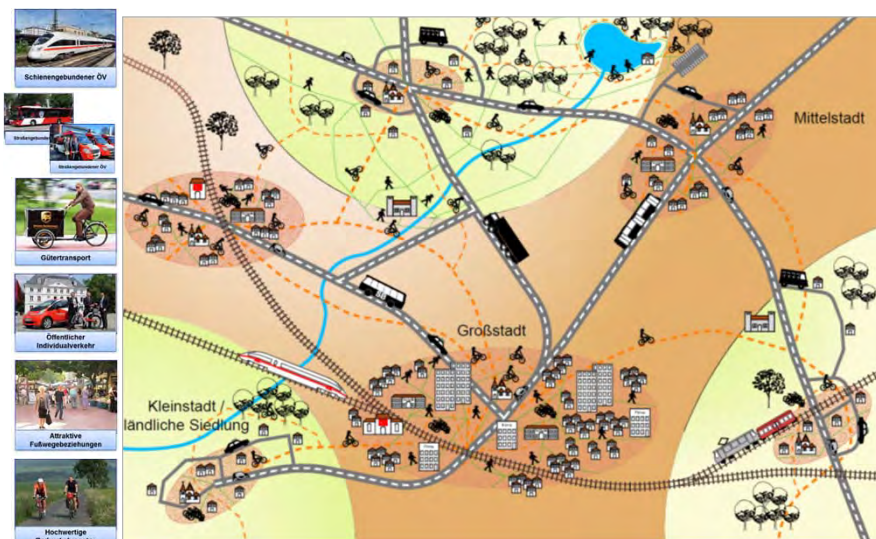 Schienengebundener ÖV
Straßengebundener ÖV
Gütertransport
Öffentlicher
Individualverkehr
Attraktive
Fußwegebeziehungen
Hochwertige
Mittelstadt
Großstadt
Kleinstadt /
ländliche Siedlung